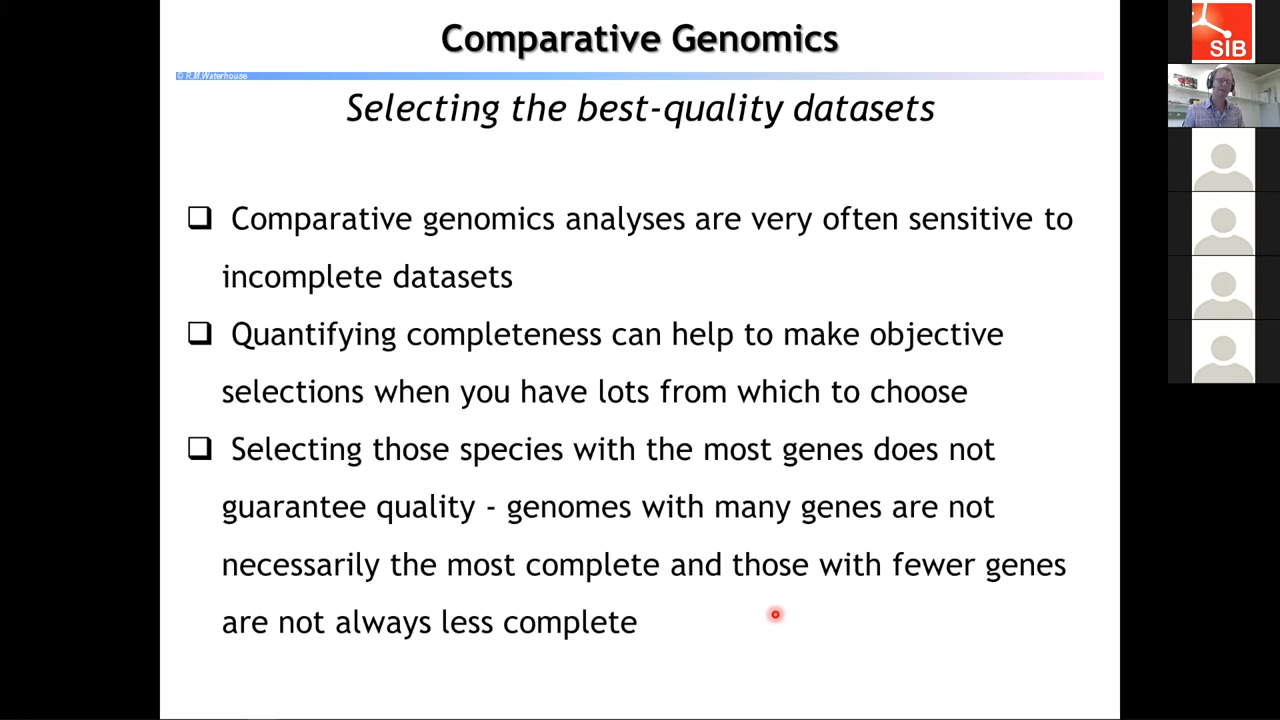 Comparative Genomics
© R.M.Waterhouse
Selecting the best-quality datasets
Comparative genomics analyses are very often sensitive to
incomplete datasets
Quantifying completeness can help to make objective
selections when you have lots from which to choose
Selecting those species with the most genes does not
guarantee quality - genomes with many genes are not
necessarily the most complete and those with fewer genes
are not always less complete
SIB